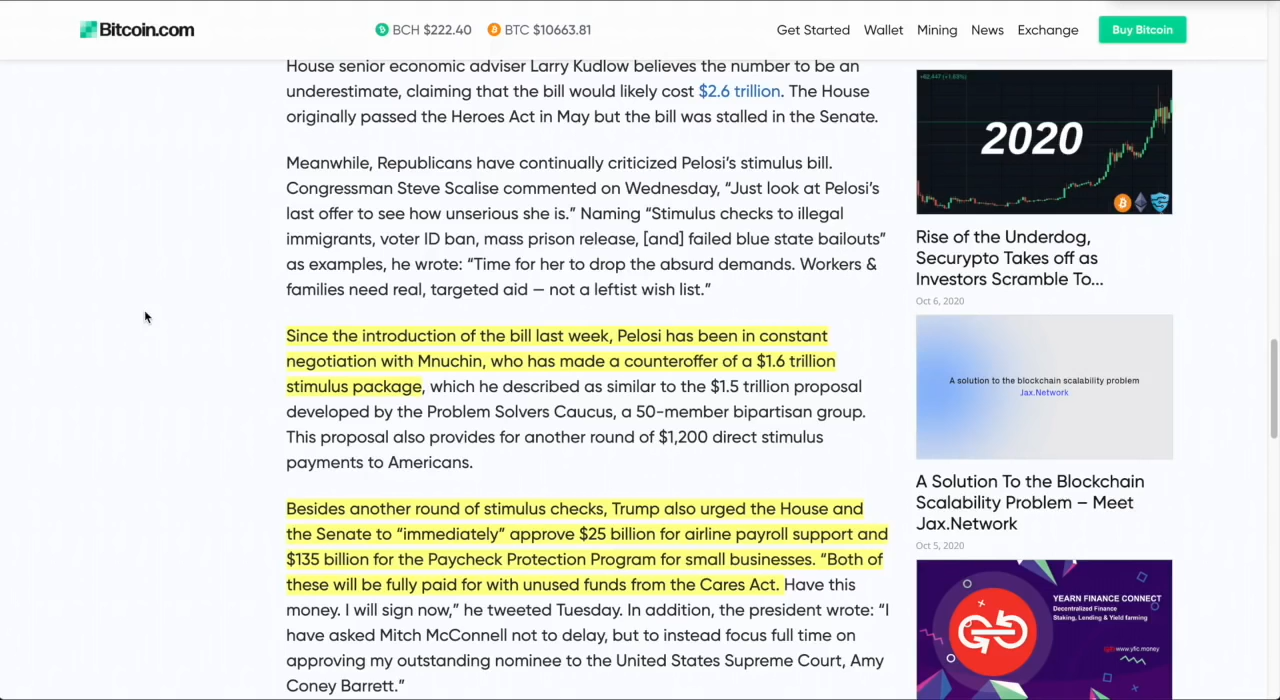 Bitcoin.com
BCH $222.40
BTC $10663.81
Get Started
Wallet
Mining
News
Exchange
Buy Bitcoin
House senior economic adviser Larry Kudlow believes the number to be an
underestimate, claiming that the bill would likely cost $2.6 trillion. The House
originally passed the Heroes Act in May but the bill was stalled in the Senate.
Meanwhile, Republicans have continually criticized Pelosi’s stimulus bill.
Congressman Steve Scalise commented on Wednesday, “Just look at Pelosi’s
last offer to see how unserious she is.” Naming “Stimulus checks to illegal
immigrants, voter ID ban, mass prison release, [and] failed blue state bailouts”
as examples, he wrote: “Time for her to drop the absurd demands. Workers &
families need real, targeted aid — not a leftist wish list.”
Since the introduction of the bill last week, Pelosi has been in constant
negotiation with Mnuchin, who has made a counteroffer of a $1.6 trillion
stimulus package, which he described as similar to the $1.5 trillion proposal
developed by the Problem Solvers Caucus, a 50-member bipartisan group.
This proposal also provides for another round of $1,200 direct stimulus
payments to Americans.
Besides another round of stimulus checks, Trump also urged the House and
the Senate to “immediately” approve $25 billion for airline payroll support and
$135 billion for the Paycheck Protection Program for small businesses. “Both of
these will be fully paid for with unused funds from the Cares Act. Have this
money. I will sign now,” he tweeted Tuesday. In addition, the president wrote: “I
have asked Mitch McConnell not to delay, but to instead focus full time on
approving my outstanding nominee to the United States Supreme Court, Amy
Coney Barrett.”
+82,447 (+1.03%)
2020
Rise of the Underdog,
Securypto Takes off as
Investors Scramble To...
Oct 6, 2020
A solution to the blockchain scalability problem
Jax.Network
A Solution To the Blockchain
Scalability Problem – Meet
Jax.Network
Oct 5, 2020
YEARN FINANCE CONNECT
Decentralized Finance
Staking, Lending & Yield farming
www.yfic.money